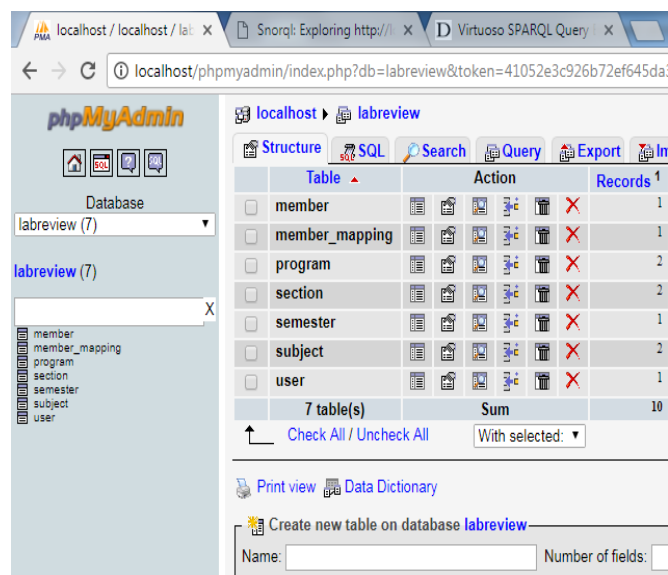 PMA localhost / localhost / lab X Snorql: Exploring http://l X D Virtuoso SPARQL Query X
localhost/phpmyadmin/index.php?db=labreview&token=41052e3c926b72ef645da
phpMyAdmin
Database
labreview (7)
labreview (7)
X
member
member_mapping
program
section
semester
subject
user
localhost labreview
Structure SQL Search Query Export Im
Table Action Records 1
member 1
member_mapping 1
program 2
section 2
semester 1
subject 2
user 1
7 table(s) Sum 10
Check All / Uncheck All With selected:
Print view Data Dictionary
Create new table on database labreview
Name: Number of fields: